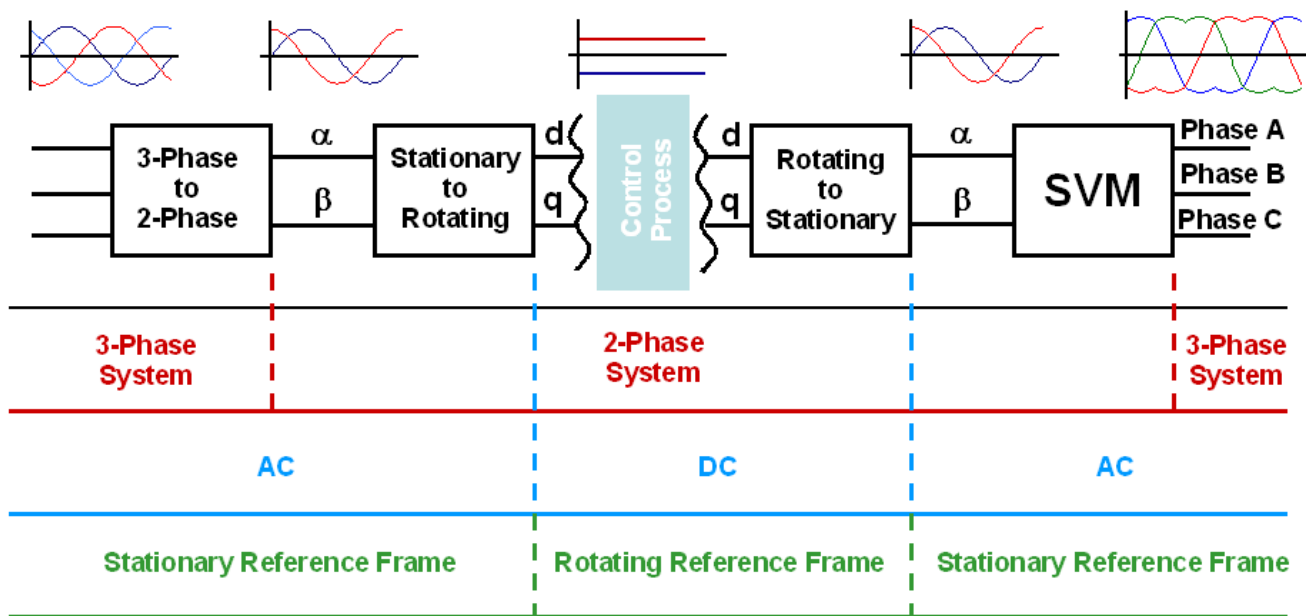 3-Phase
to
2-Phase
α
β
Stationary
to
Rotating
d
q
Control
Process
d
q
Rotating
to
Stationary
α
β
SVM
Phase A
Phase B
Phase C
3-Phase
System
2-Phase
System
3-Phase
System
AC
DC
AC
Stationary Reference Frame
Rotating Reference Frame
Stationary Reference Frame